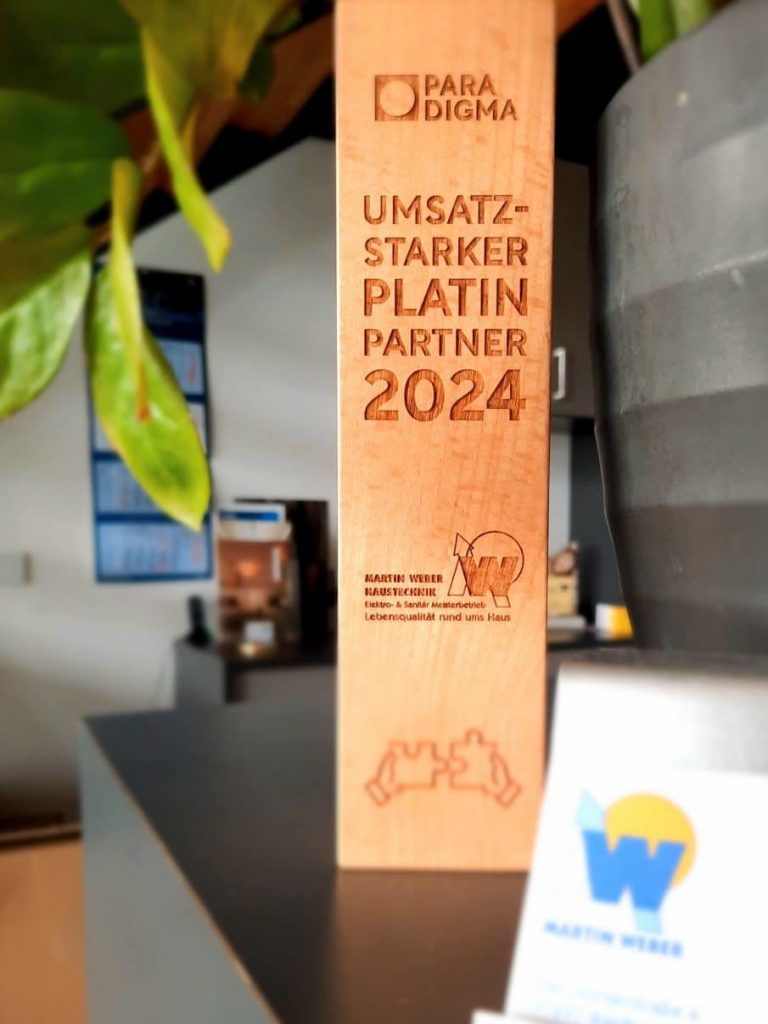 PARA
DIGMA
UMSATZ-
STARKER
PLATIN
PARTNER
2024
MARTIN WEBER
HAUSTECHNIK
W
Elektro- & Sanitär Meisterbetrieb
Lebensqualität rund ums Haus
W
MARTIN WEBER